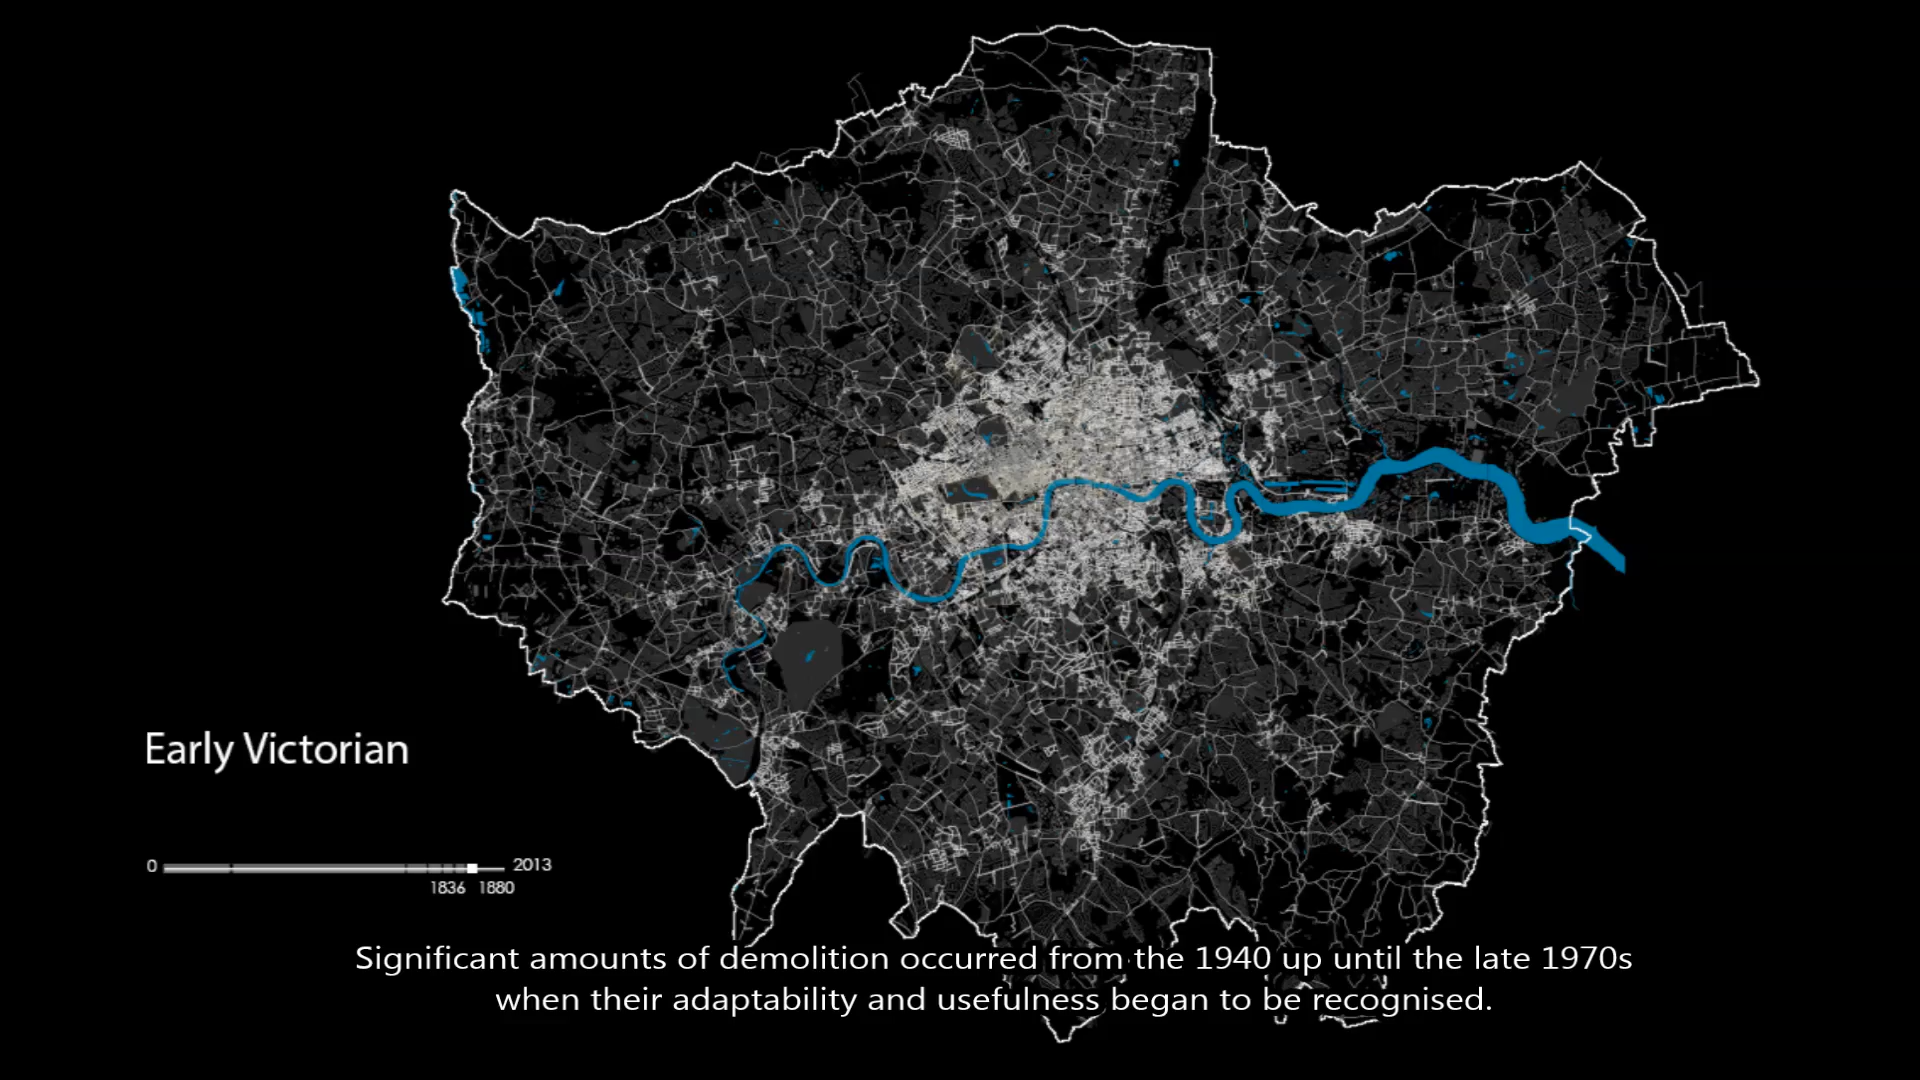 Early Victorian
0 2013
1836 1880
Significant amounts of demolition occurred from the 1940 up until the late 1970s
when their adaptability and usefulness began to be recognised.